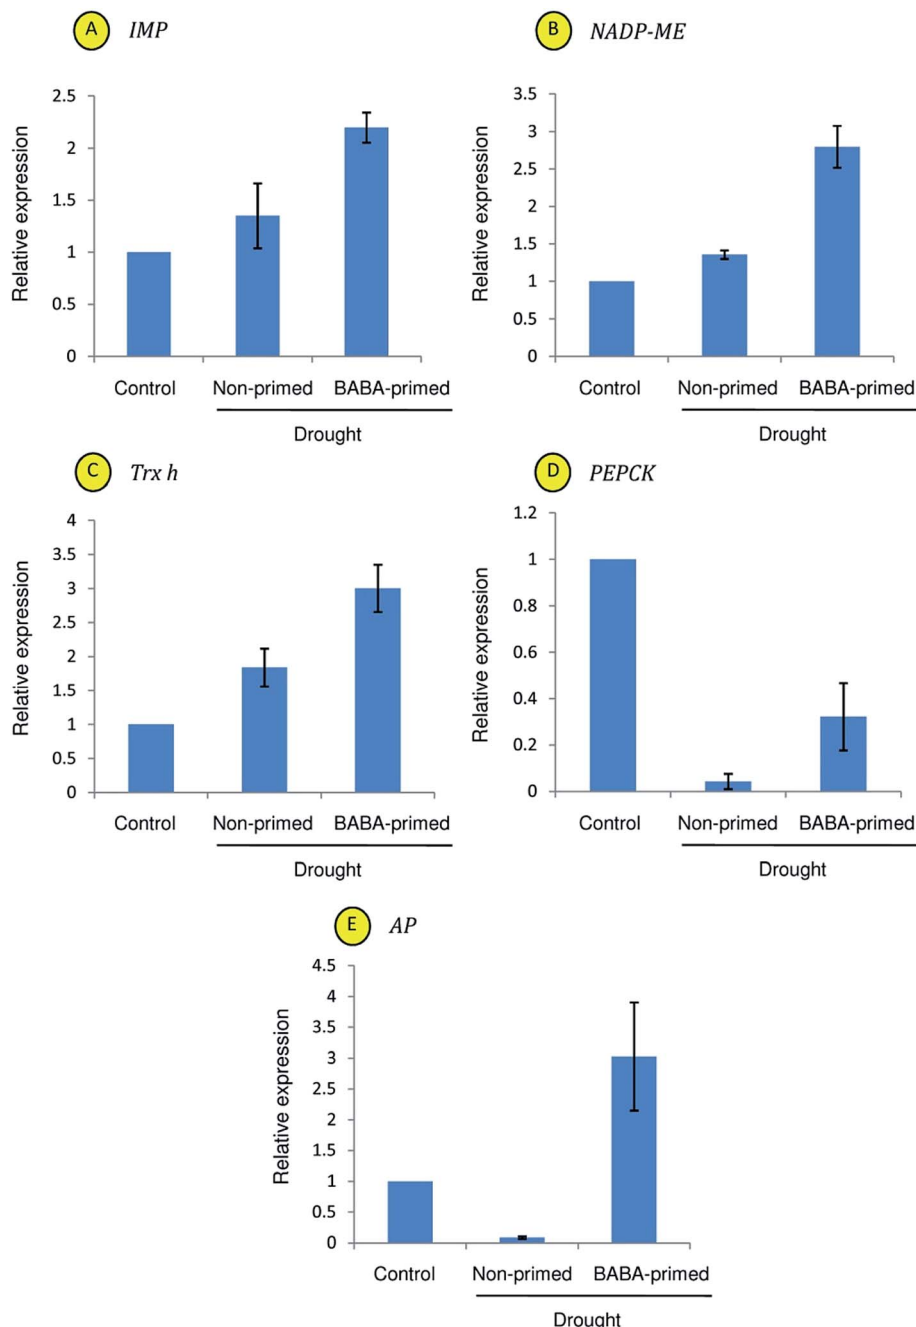 A IMP
Relative expression
2.5
2
1.5
1
0.5
0
Control Non-primed BABA-primed
Drought
B NADP-ME
Relative expression
3.5
3
2.5
2
1.5
1
0.5
0
Control Non-primed BABA-primed
Drought
C Trx h
Relative expression
4
3.5
3
2.5
2
1.5
1
0.5
0
Control Non-primed BABA-primed
Drought
D PEPCK
Relative expression
1.2
1
0.8
0.6
0.4
0.2
0
Control Non-primed BABA-primed
Drought
E AP
Relative expression
4.5
4
3.5
3
2.5
2
1.5
1
0.5
0
Control Non-primed BABA-primed
Drought